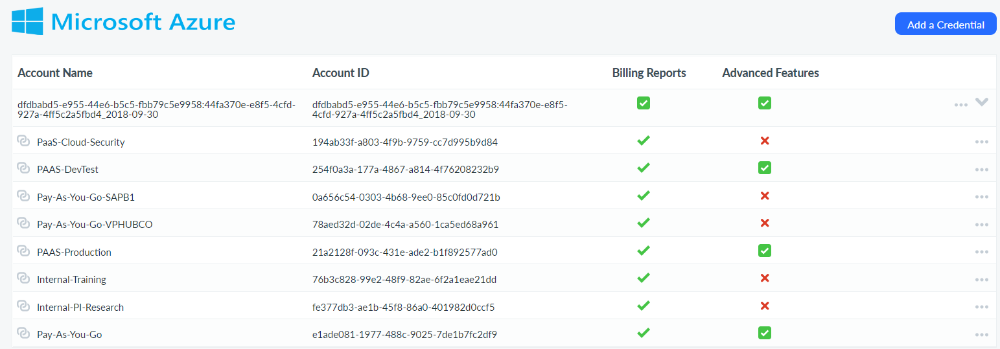 Microsoft Azure
Add a Credential
Account Name Account ID Billing Reports Advanced Features
dfdbabd5-e955-44e6-b5c5-fbb79c5e9958:44fa370e-e8f5-4cfd- dfdbabd5-e955-44e6-b5c5-fbb79c5e9958:44fa370e-e8f5-
927a-4ff5c2a5fbd4_2018-09-30 4cfd-927a-4ff5c2a5fbd4_2018-09-30
PaaS-Cloud-Security 194ab33f-a803-4f9b-9759-cc7d995b9d84
PAAS-DevTest 254f0a3a-177a-4867-a814-4f76208232b9
Pay-As-You-Go-SAPB1 0a656c54-0303-4b68-9ee0-85c0fd0d721b
Pay-As-You-Go-VPHUBCO 78aed32d-02de-4c4a-a560-1ca5ed68a961
PAAS-Production 21a2128f-093c-431e-ade2-b1f892577ad0
Internal-Training 76b3c828-99e2-48f9-82ae-6f2a1eae21dd
Internal-PI-Research fe377db3-ae1b-45f8-86a0-401982d0ccf5
Pay-As-You-Go e1ade081-1977-488c-9025-7de1b7fc2df9